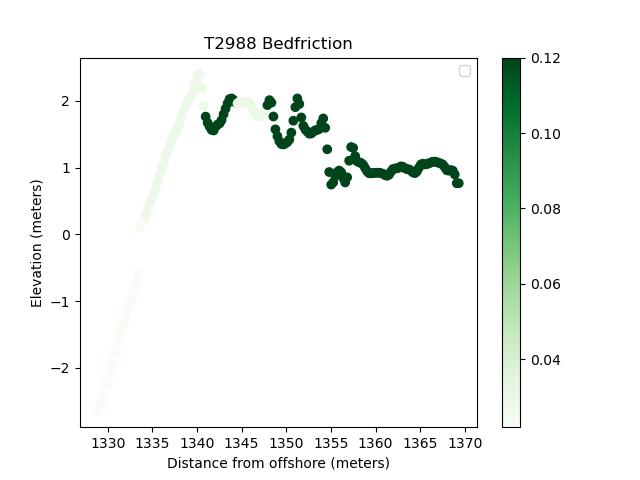 T2988 Bedfriction
Elevation (meters)
2
1
0
−1
−2
1330 1335 1340 1345 1350 1355 1360 1365 1370
Distance from offshore (meters)
0.12
0.10
0.08
0.06
0.04